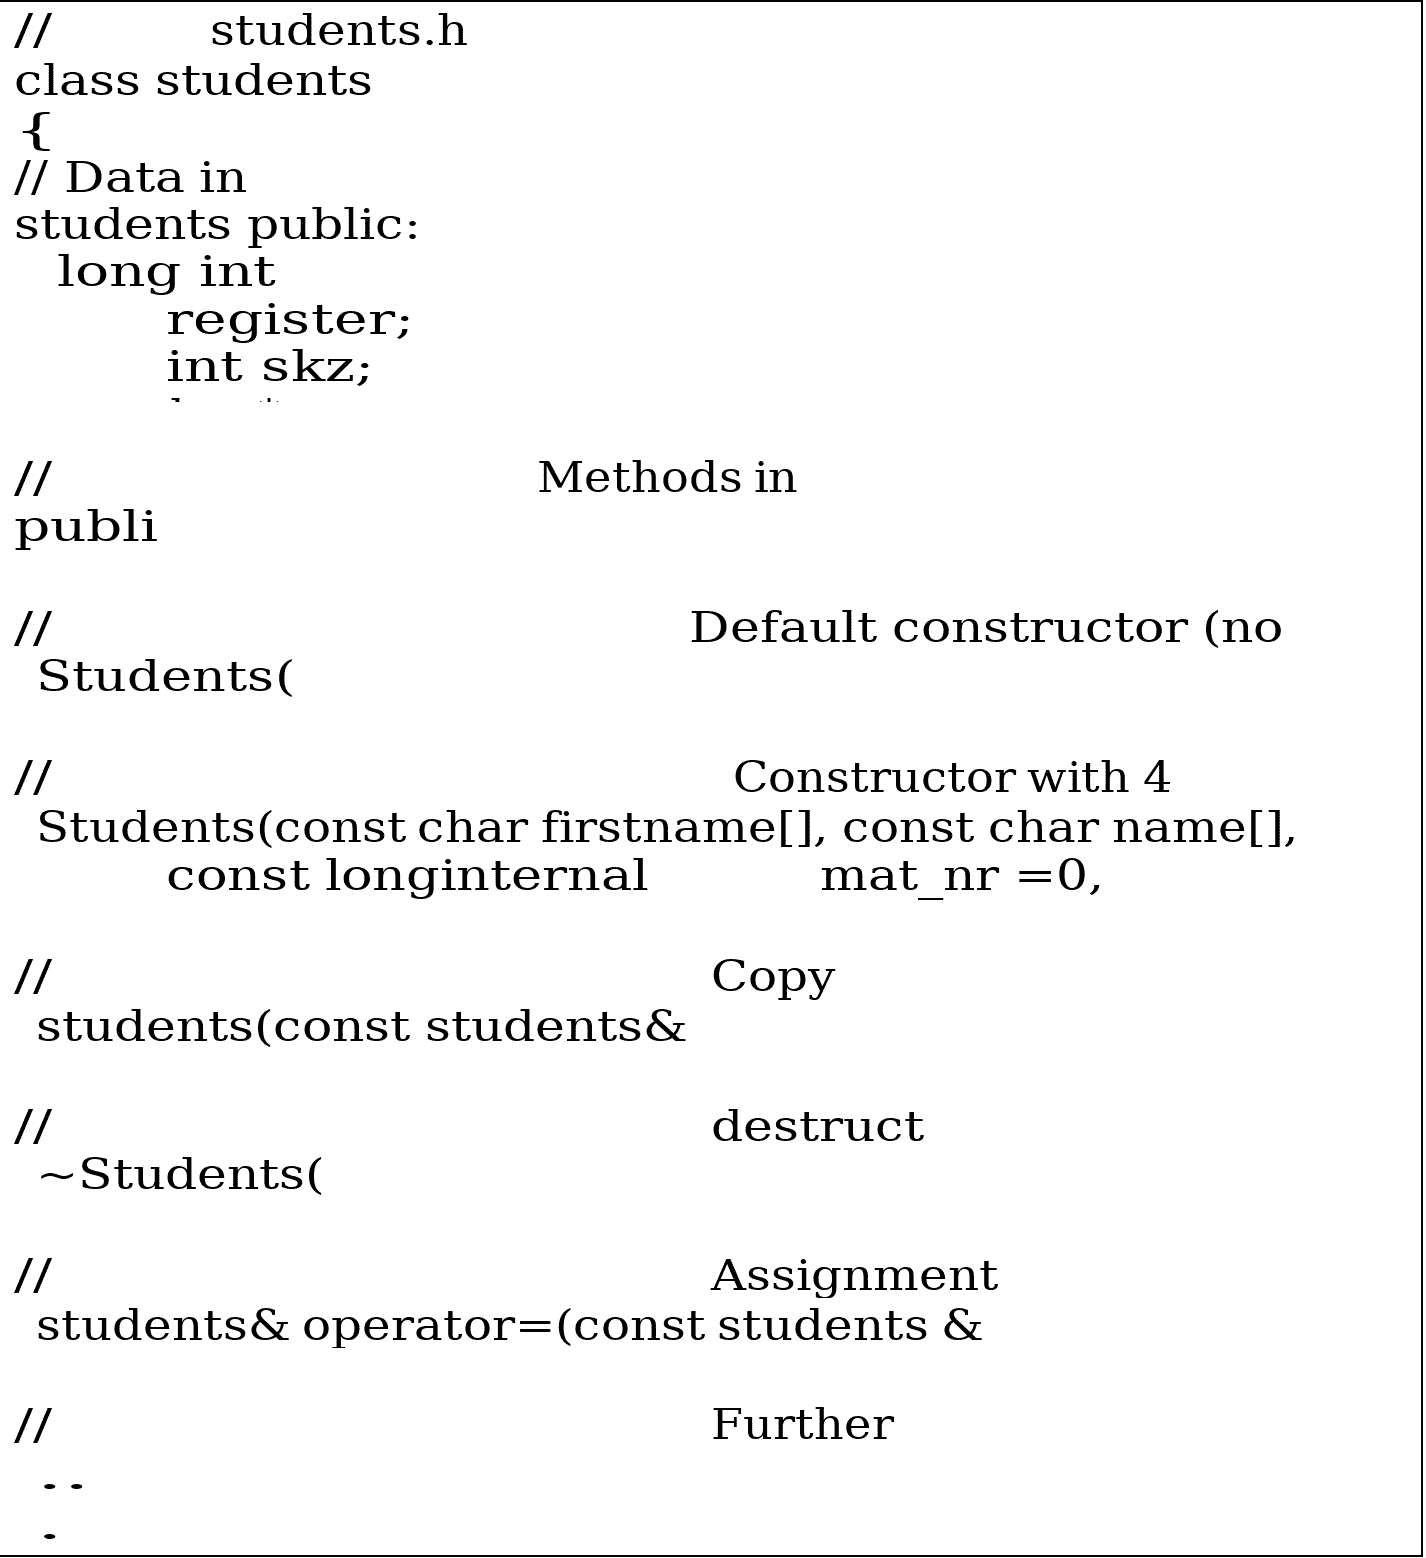 // students.h
class students
{
// Data in
students public:
long int
register;
int skz;
// Methods in
publi
// Default constructor (no
Students(
// Constructor with 4
Students(const char firstname[], const char name[],
const longinternal mat_nr =0,
// Copy
students(const students&
// destruct
~Students(
// Assignment
students& operator=(const students &
// Further
. .
.